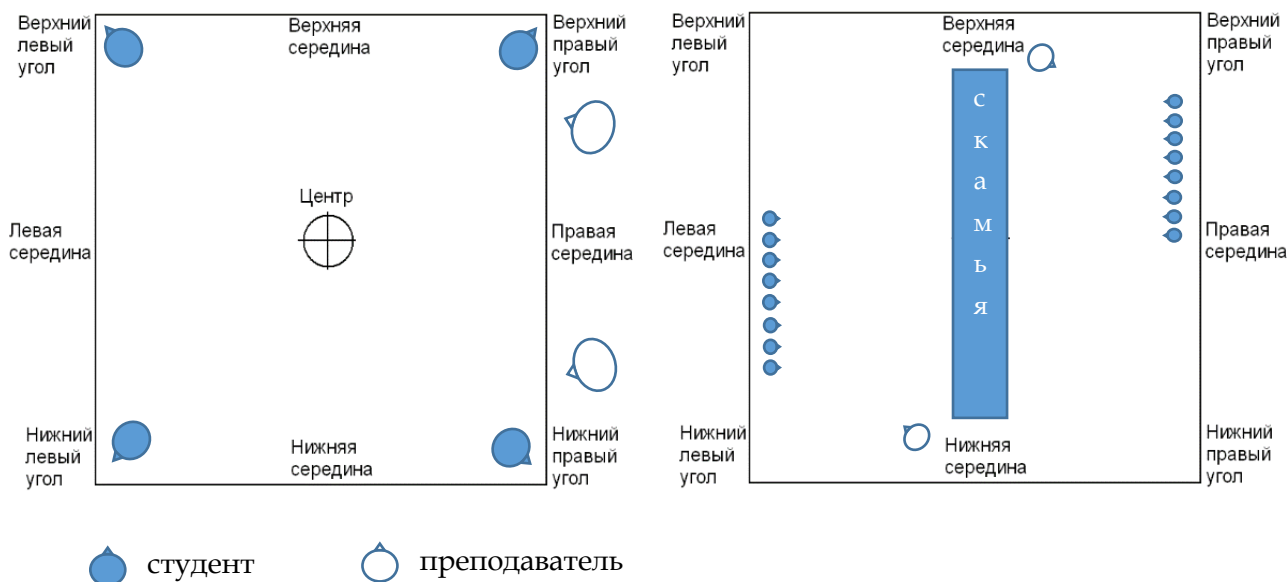 Верхний
левый
угол
Верхняя
середина
Верхний
правый
угол
Центр
Левая
середина
Правая
середина
Нижний
левый
угол
Нижняя
середина
Нижний
правый
угол
Верхний
левый
угол
Верхняя
середина
Верхний
правый
угол
с
к
а
м
ь
я
Левая
середина
Правая
середина
Нижний
левый
угол
Нижняя
середина
Нижний
правый
угол
студент
преподаватель